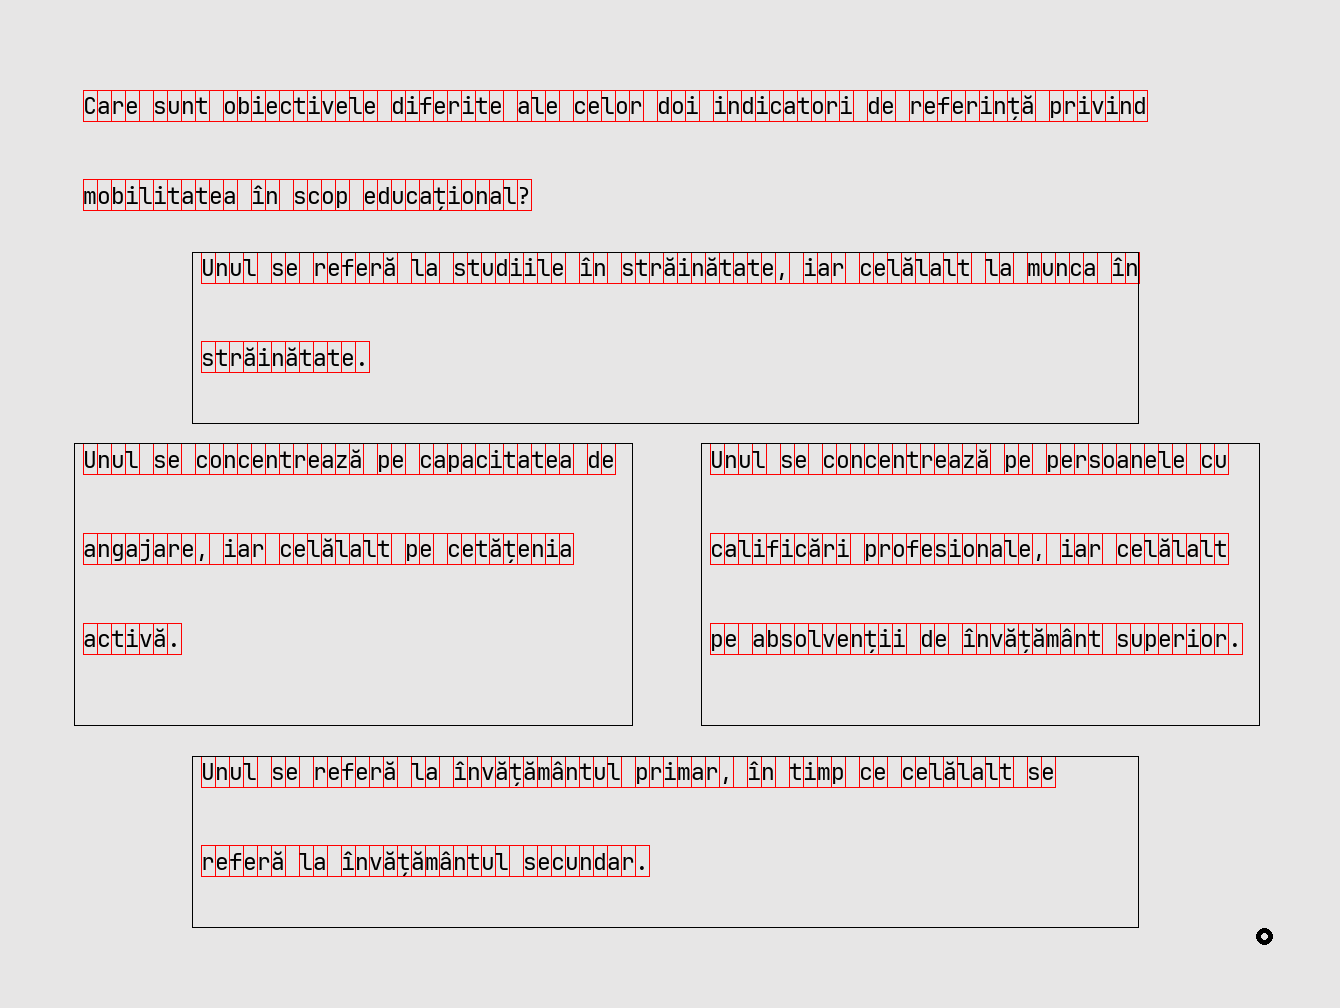 Care sunt obiectivele diferite ale celor doi indicatori de referință privind
mobilitatea în scop educațional?
Unul se referă la studiile în străinătate, iar celălalt la munca în
străinătate.
Unul se concentrează pe capacitatea de
angajare, iar celălalt pe cetățenia
activă.
Unul se concentrează pe persoanele cu
calificări profesionale, iar celălalt
pe absolvenții de învățământ superior.
Unul se referă la învățământul primar, în timp ce celălalt se
referă la învățământul secundar.